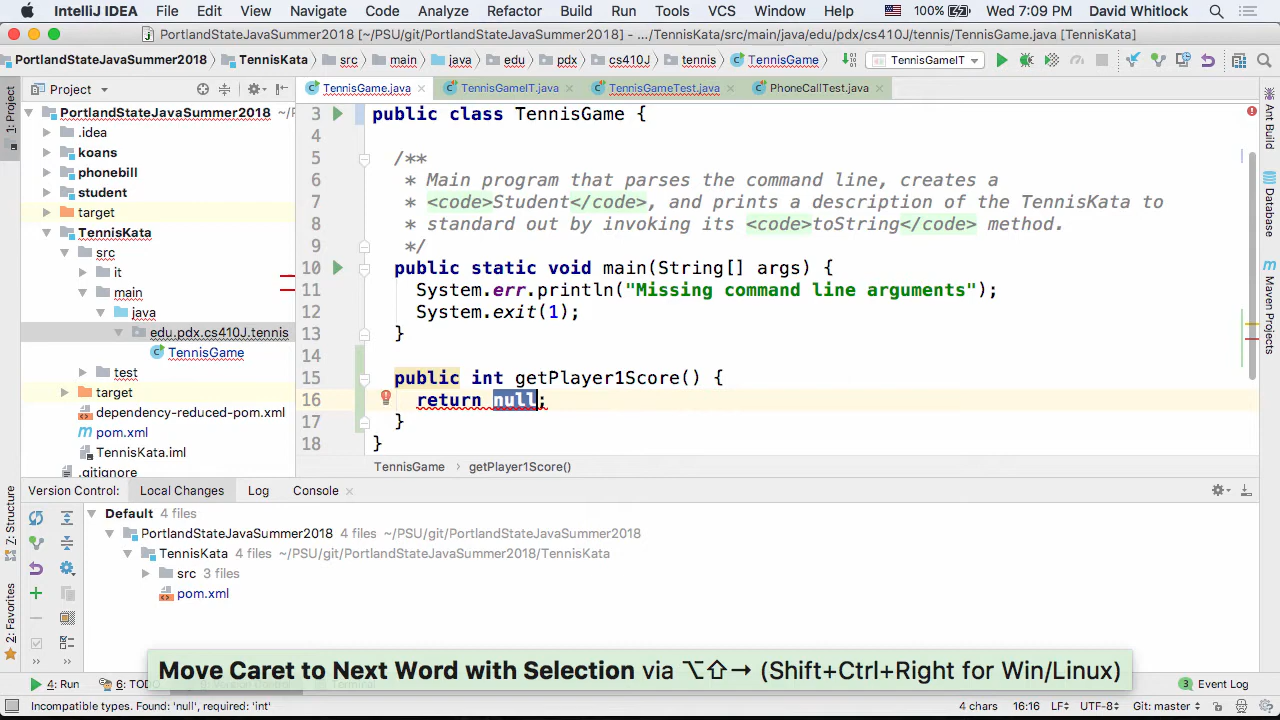 IntelliJ IDEA File Edit View Navigate Code Analyze Refactor Build Run Tools VCS Window Help 100% Wed 7:09 PM David Whitlock
PortlandStateJavaSummer2018 [~/PSU/git/PortlandStateJavaSummer2018] - .../TennisKata/src/main/java/edu/pdx/cs410J/tennis/TennisGame.java [TennisKata]
PortlandStateJavaSummer2018 TennisKata src main java edu pdx cs410J tennis TennisGame TennisGameIT
Project TennisGame.java TennisGameIT.java TennisGameTest.java PhoneCallTest.java
1: Project
PortlandStateJavaSummer2018
.idea
koans
phonebill
student
target
TennisKata
src
it
main
java
edu.pdx.cs410J.tennis
TennisGame
test
target
dependency-reduced-pom.xml
pom.xml
TennisKata.iml
.gitignore
3 public class TennisGame {
4
5 /**
6 * Main program that parses the command line, creates a
7 * <code>Student</code>, and prints a description of the TennisKata to
8 * standard out by invoking its <code>toString</code> method.
9 */
10 public static void main(String[] args) {
11 System.err.println("Missing command line arguments");
12 System.exit(1);
13 }
14
15 public int getPlayer1Score() {
16 return null;
17 }
18 }
TennisGame getPlayer1Score()
Ant Build
Database
Maven Projects
Z: Structure
2: Favorites
Version Control: Local Changes Log Console
Default 4 files
PortlandStateJavaSummer2018 4 files ~/PSU/git/PortlandStateJavaSummer2018
TennisKata 4 files ~/PSU/git/PortlandStateJavaSummer2018/TennisKata
src 3 files
pom.xml
Move Caret to Next Word with Selection via ⌥⇧→ (Shift+Ctrl+Right for Win/Linux)
4: Run 6: TODO Terminal 3 Event Log
Incompatible types. Found: 'null', required: 'int' 4 chars 16:16 LF UTF-8 Git: master